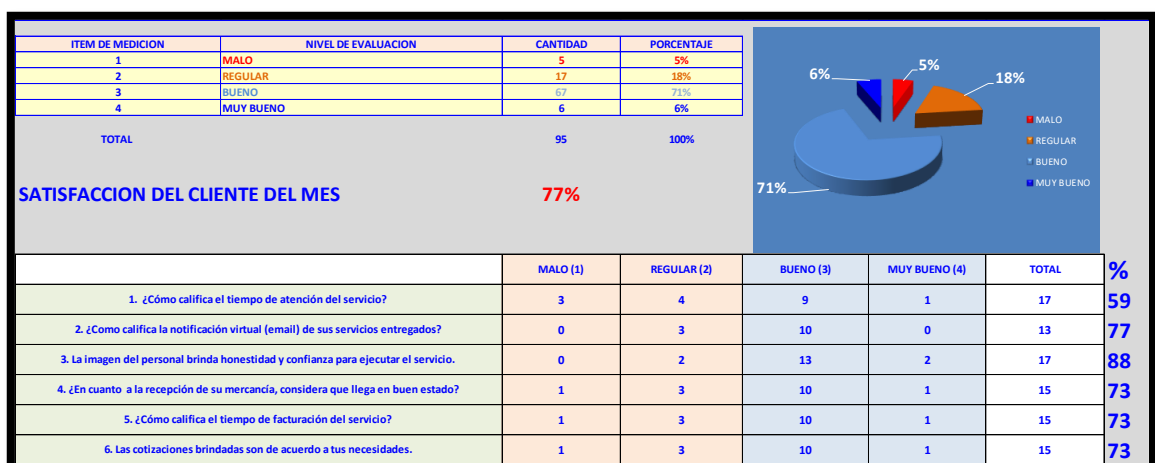 ITEM DE MEDICION NIVEL DE EVALUACION CANTIDAD PORCENTAJE
1 MALO 5 5%
2 REGULAR 17 18%
3 BUENO 67 71%
4 MUY BUENO 6 6%
TOTAL 95 100%
SATISFACCION DEL CLIENTE DEL MES 77%
6% 5% 18%
71%
MALO
REGULAR
BUENO
MUY BUENO
MALO (1) REGULAR (2) BUENO (3) MUY BUENO (4) TOTAL %
1. ¿Cómo califica el tiempo de atención del servicio? 3 4 9 1 17 59
2. ¿Como califica la notificación virtual (email) de sus servicios entregados? 0 3 10 0 13 77
3. La imagen del personal brinda honestidad y confianza para ejecutar el servicio. 0 2 13 2 17 88
4. ¿En cuanto a la recepción de su mercancía, considera que llega en buen estado? 1 3 10 1 15 73
5. ¿Cómo califica el tiempo de facturación del servicio? 1 3 10 1 15 73
6. Las cotizaciones brindadas son de acuerdo a tus necesidades. 1 3 10 1 15 73